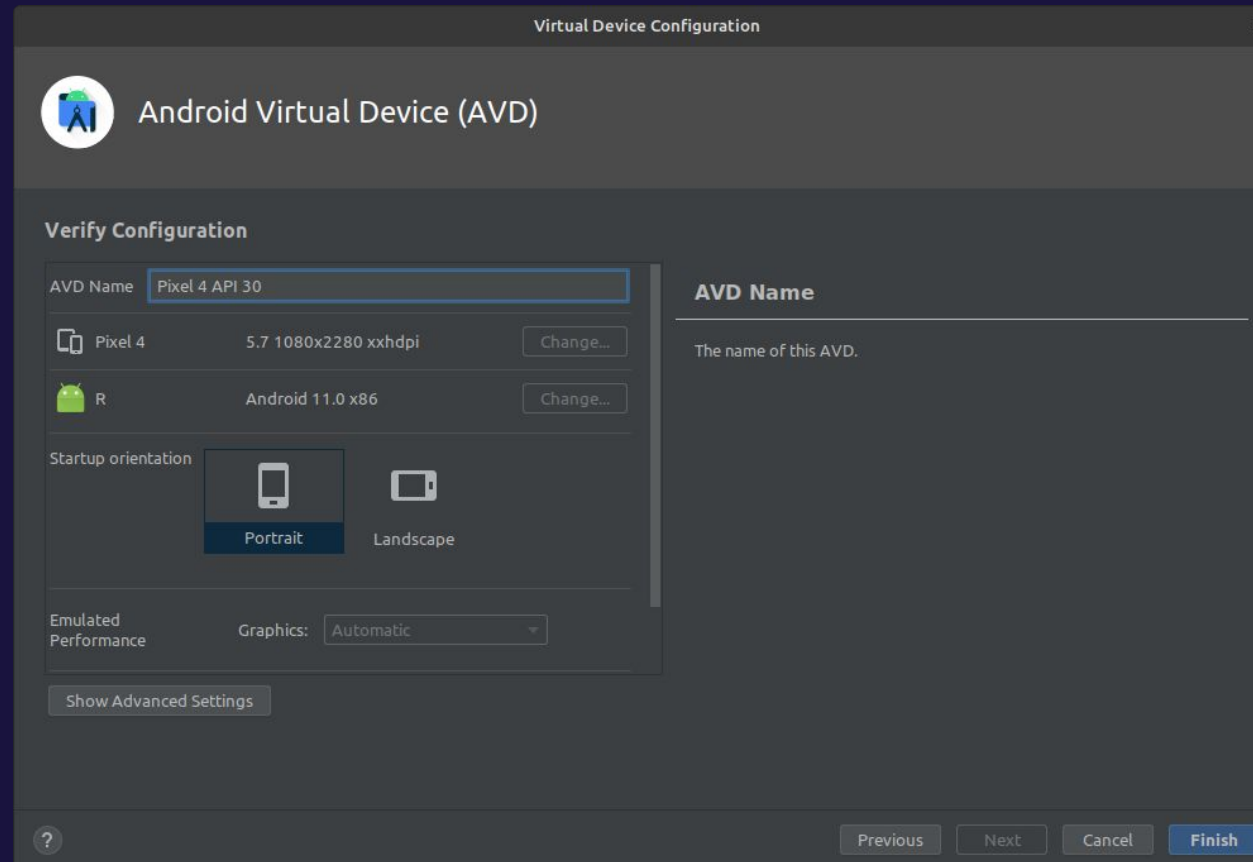 Virtual Device Configuration
Android Virtual Device (AVD)
Verify Configuration
AVD Name Pixel 4 API 30
Pixel 4 5.7 1080x2280 xxhdpi Change...
R Android 11.0 x86 Change...
Startup orientation
Portrait Landscape
Emulated
Performance Graphics: Automatic
Show Advanced Settings
AVD Name
The name of this AVD.
? Previous Next Cancel Finish